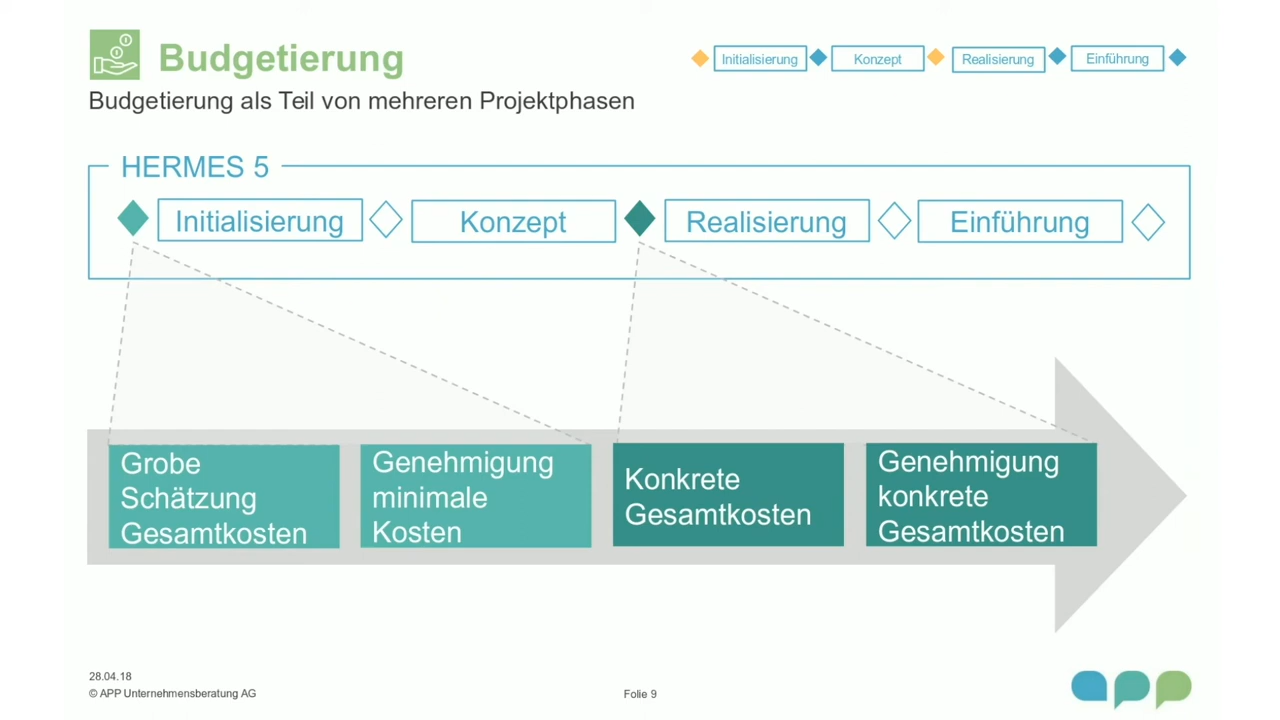 Budgetierung
Budgetierung als Teil von mehreren Projektphasen
Initialisierung
Konzept
Realisierung
Einführung
HERMES 5
Initialisierung
Konzept
Realisierung
Einführung
Grobe
Schätzung
Gesamtkosten
Genehmigung
minimale
Kosten
Konkrete
Gesamtkosten
Genehmigung
konkrete
Gesamtkosten
28.04.18
© APP Unternehmensberatung AG
Folie 9
app